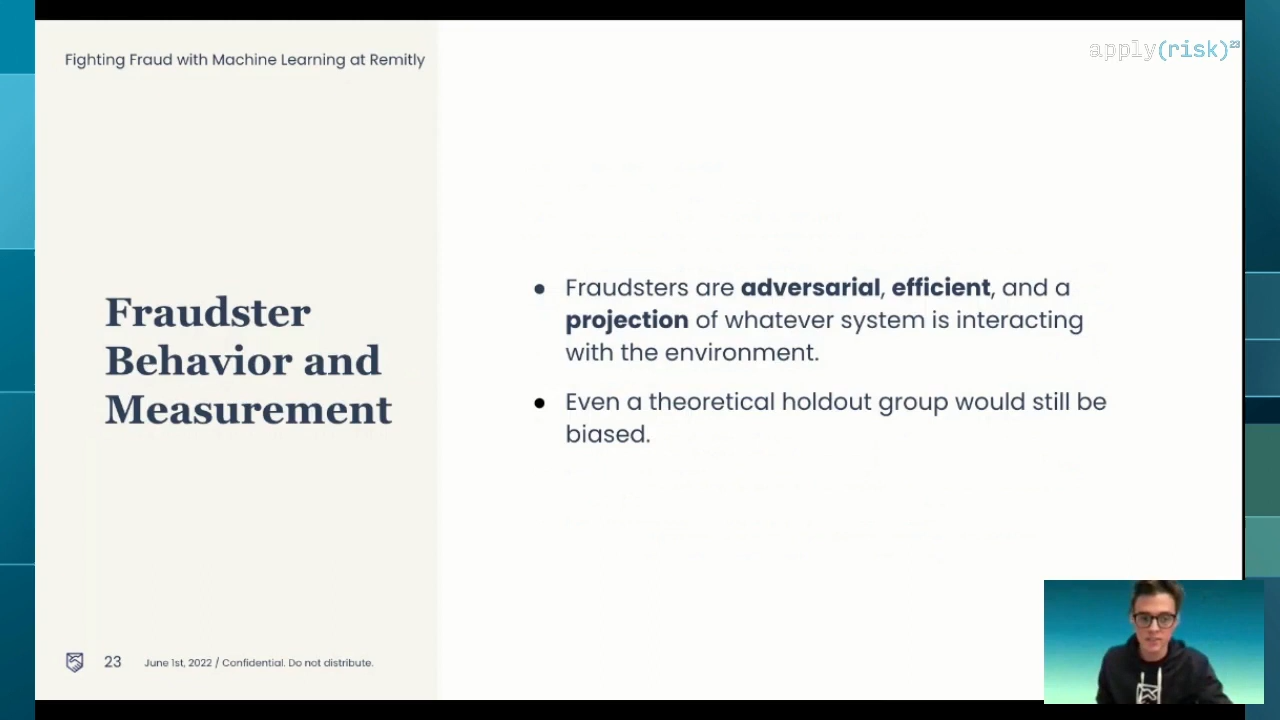 Fighting Fraud with Machine Learning at Remitly
apply(risk)23
Fraudster
Behavior and
Measurement
● Fraudsters are adversarial, efficient, and a
projection of whatever system is interacting
with the environment.
● Even a theoretical holdout group would still be
biased.
23 June 1st, 2022 / Confidential. Do not distribute.